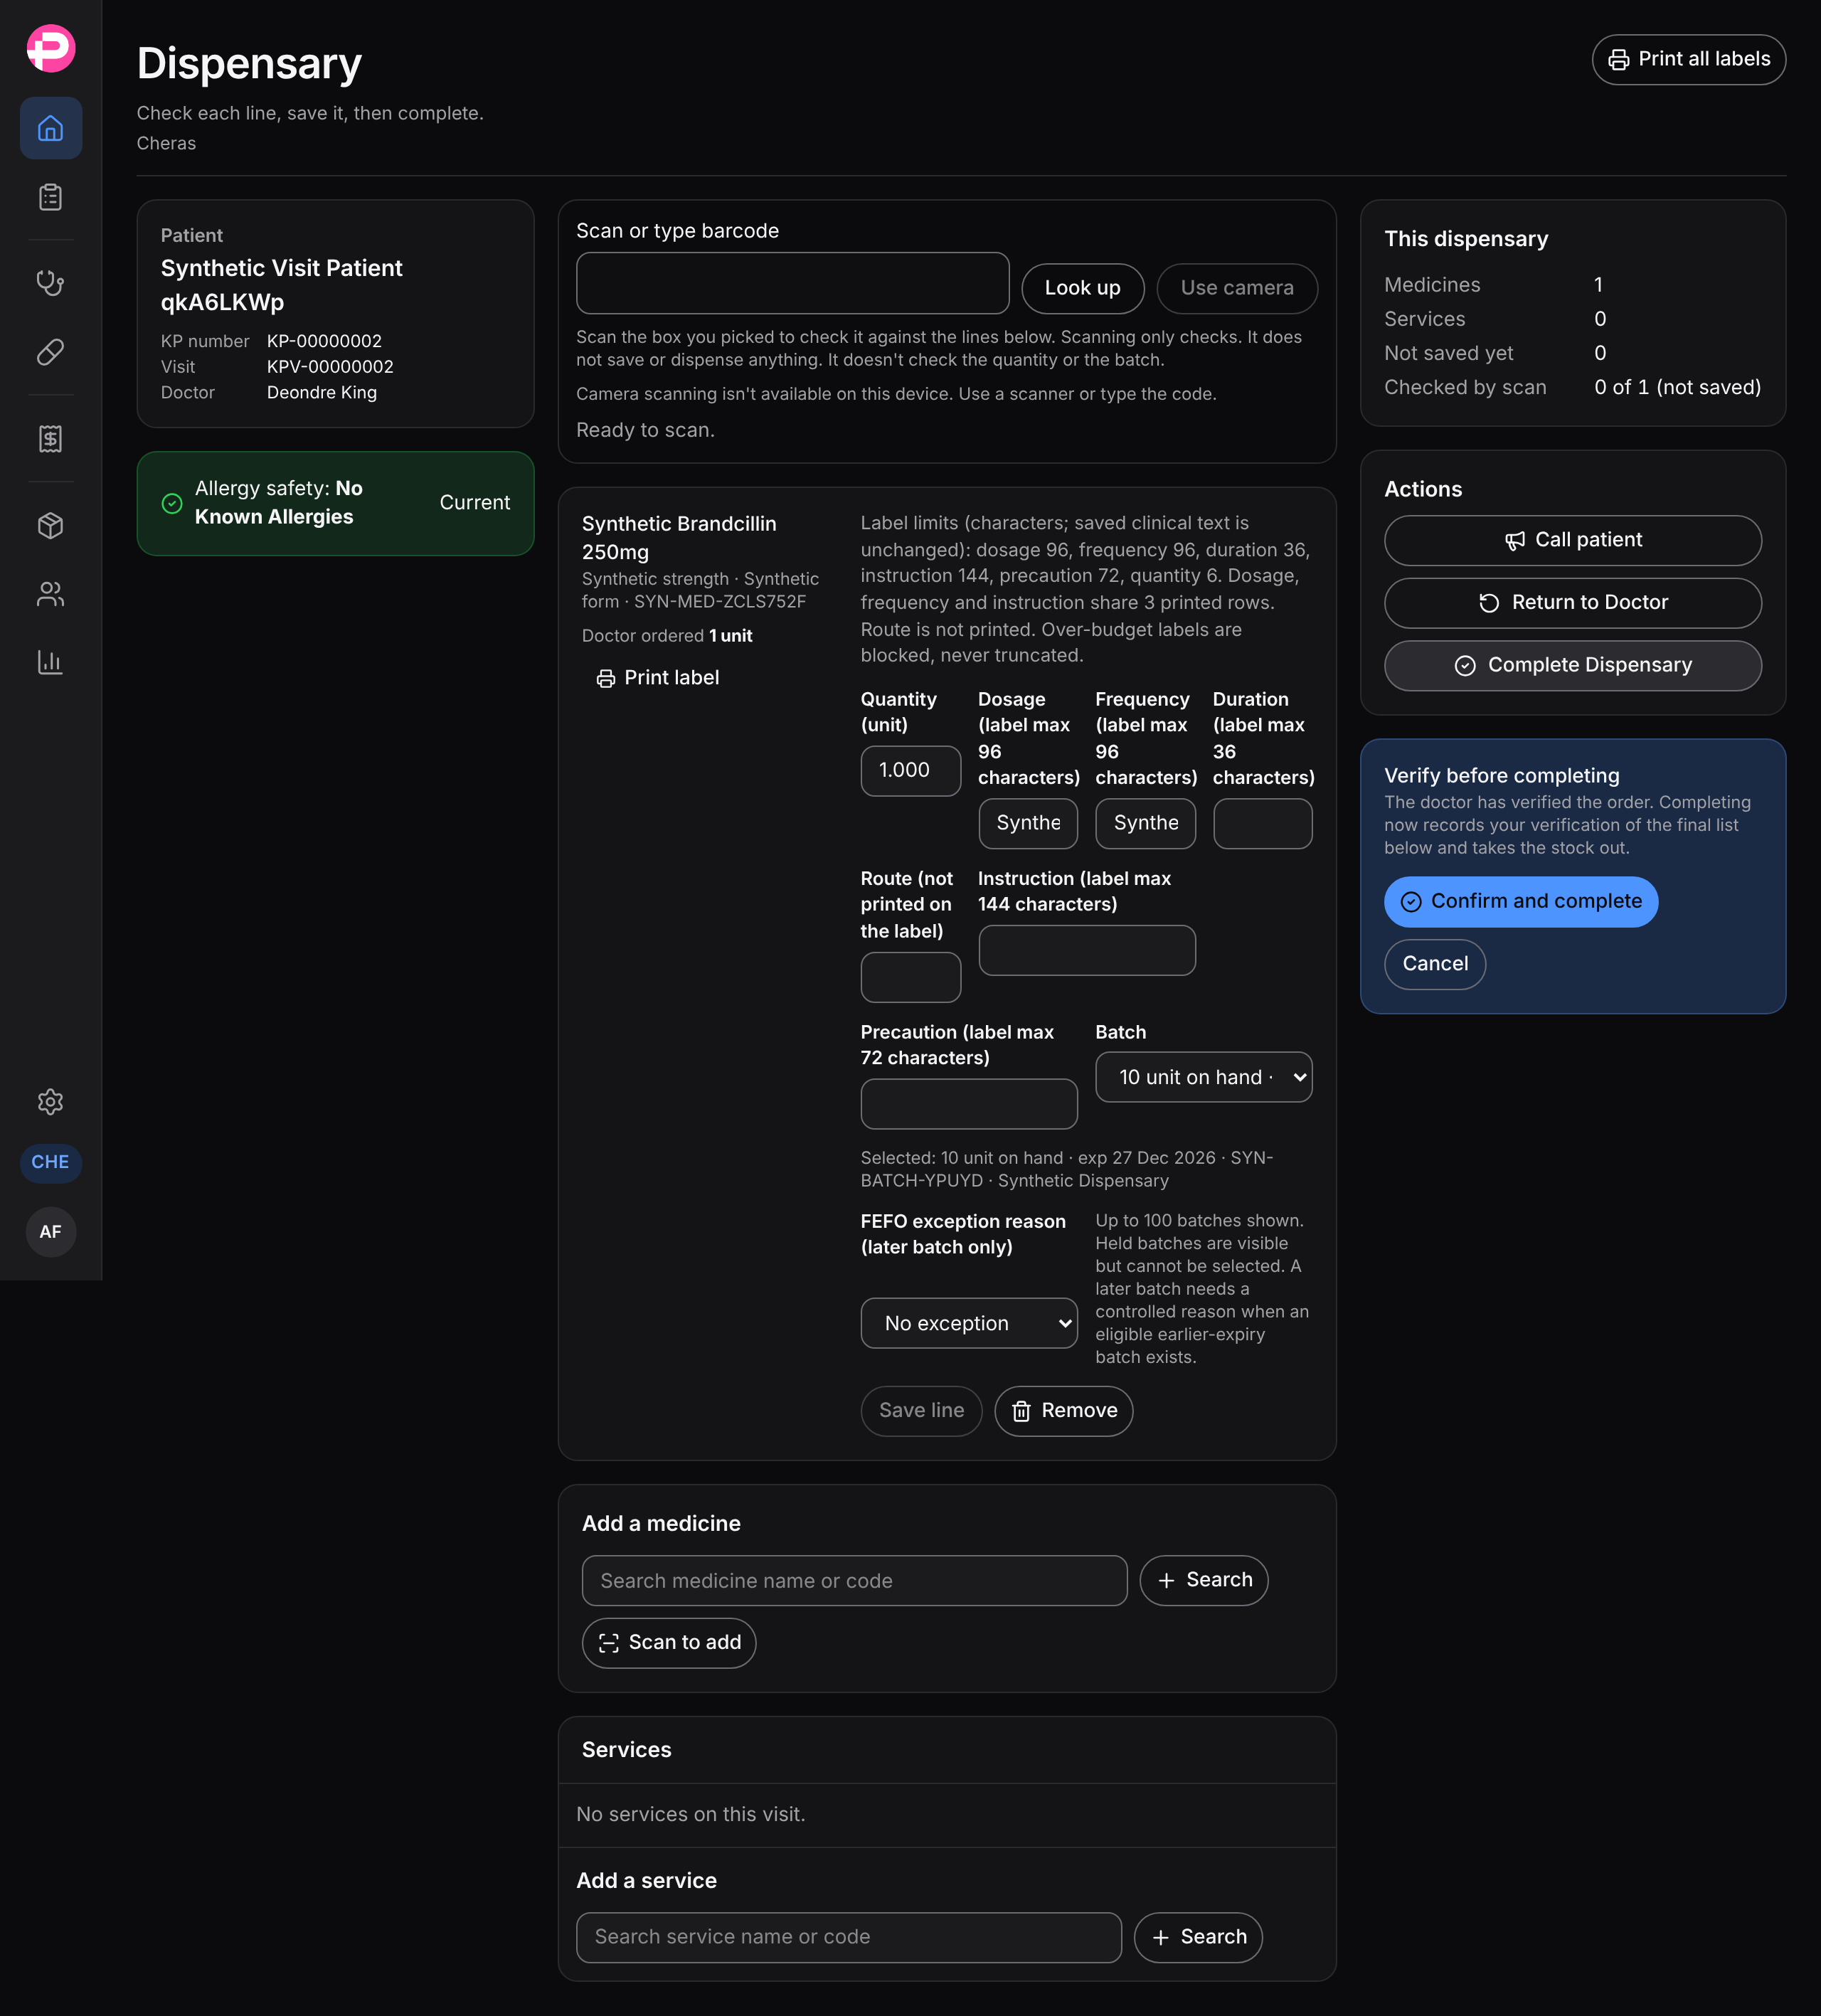 Dispensary
Check each line, save it, then complete.
Cheras
Print all labels
Patient
Synthetic Visit Patient
qkA6LKWp
KP number KP-00000002
Visit KPV-00000002
Doctor Deondre King
Allergy safety: No
Known Allergies
Current
Scan or type barcode
Look up
Use camera
Scan the box you picked to check it against the lines below. Scanning only checks. It does
not save or dispense anything. It doesn't check the quantity or the batch.
Camera scanning isn't available on this device. Use a scanner or type the code.
Ready to scan.
Synthetic Brandcillin
250mg
Synthetic strength · Synthetic
form · SYN-MED-ZCLS752F
Doctor ordered 1 unit
Print label
Label limits (characters; saved clinical text is
unchanged): dosage 96, frequency 96, duration 36,
instruction 144, precaution 72, quantity 6. Dosage,
frequency and instruction share 3 printed rows.
Route is not printed. Over-budget labels are
blocked, never truncated.
Quantity
(unit)
1.000
Dosage
(label max
96
characters)
Synthe
Frequency
(label max
96
characters)
Synthe
Duration
(label max
36
characters)
Route (not
printed on
the label)
Instruction (label max
144 characters)
Precaution (label max
72 characters)
Batch
10 unit on hand ·
Selected: 10 unit on hand · exp 27 Dec 2026 · SYN-
BATCH-YPUYD · Synthetic Dispensary
FEFO exception reason
(later batch only)
No exception
Up to 100 batches shown.
Held batches are visible
but cannot be selected. A
later batch needs a
controlled reason when an
eligible earlier-expiry
batch exists.
Save line
Remove
Add a medicine
Search medicine name or code
Search
Scan to add
Services
No services on this visit.
Add a service
Search service name or code
Search
This dispensary
Medicines 1
Services 0
Not saved yet 0
Checked by scan 0 of 1 (not saved)
Actions
Call patient
Return to Doctor
Complete Dispensary
Verify before completing
The doctor has verified the order. Completing
now records your verification of the final list
below and takes the stock out.
Confirm and complete
Cancel
CHE
AF